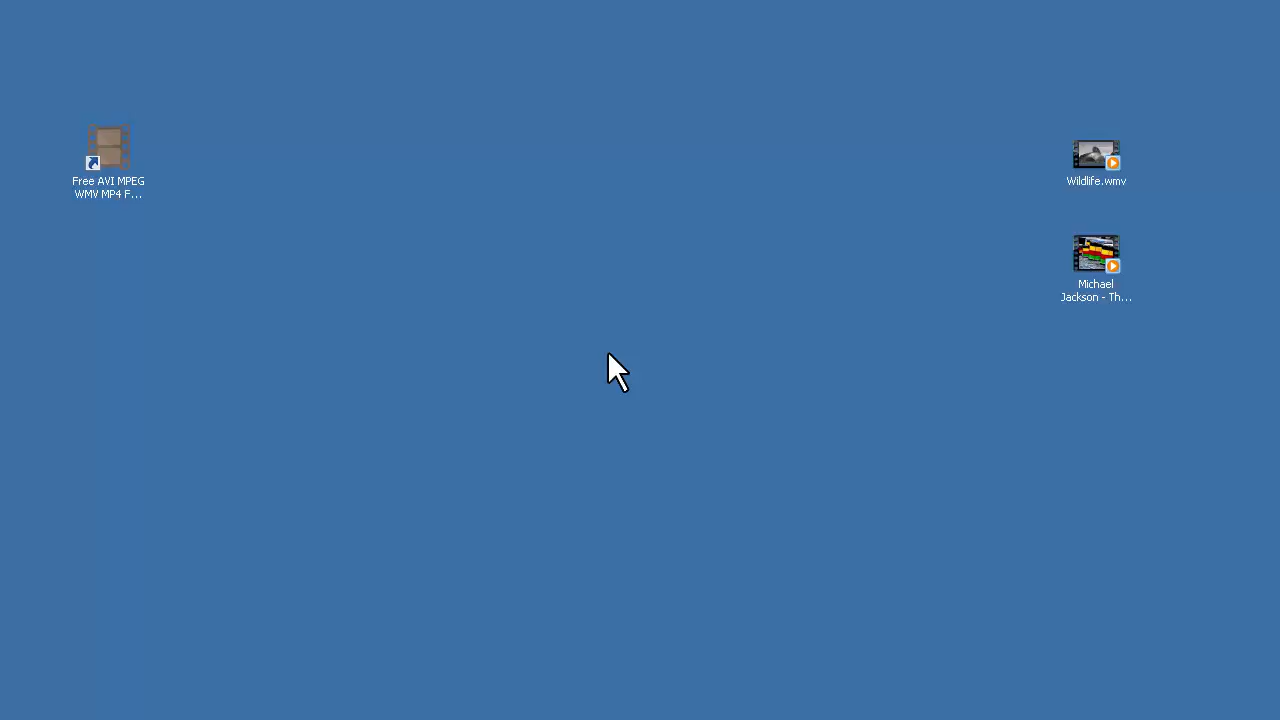 Free AVI MPEG
WMV MP4 F...
Wildlife.wmv
Michael
Jackson - Th...